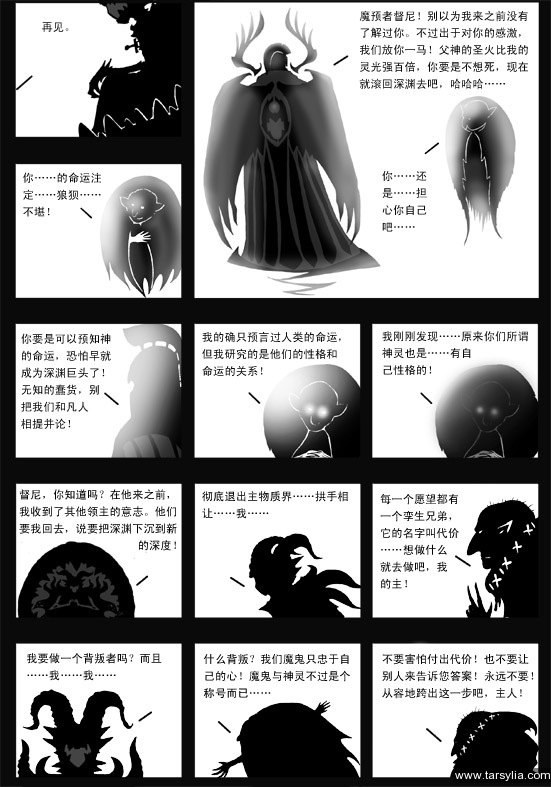 再见。
魔预者督尼！别以为我来之前没有
了解过你。不过出于对你的感激，
我们放你一马！父神的圣火比我的
灵光强百倍，你要是不想死，现在
就滚回深渊去吧，哈哈哈……
你……还
是……担
心你自己
吧……
你……的命运注
定……狼狈……
不堪！
你要是可以预知神
的命运，恐怕早就
成为深渊巨头了！
无知的蠢货，别
把我们和凡人
相提并论！
我的确只预言过人类的命运，
但我研究的是他们的性格和
命运的关系！
我刚刚发现……原来你们所谓
神灵也是……有自
己性格的！
督尼，你知道吗？在他来之前，
我收到了其他领主的意志。他们
要我回去，说要把深渊下沉到新
的深度！
彻底退出主物质界……拱手相
让……我……
每一个愿望都有
一个孪生兄弟，
它的名字叫代价
……想做什么
就去做吧，我
的主！
我要做一个背叛者吗？而且
……我……我……
什么背叛？我们魔鬼只忠于自
己的心！魔鬼与神灵不过是个
称号而已……
不要害怕付出代价！也不要让
别人来告诉您答案！永远不要！
从容地跨出这一步吧，主人！
www.tarsylia.com